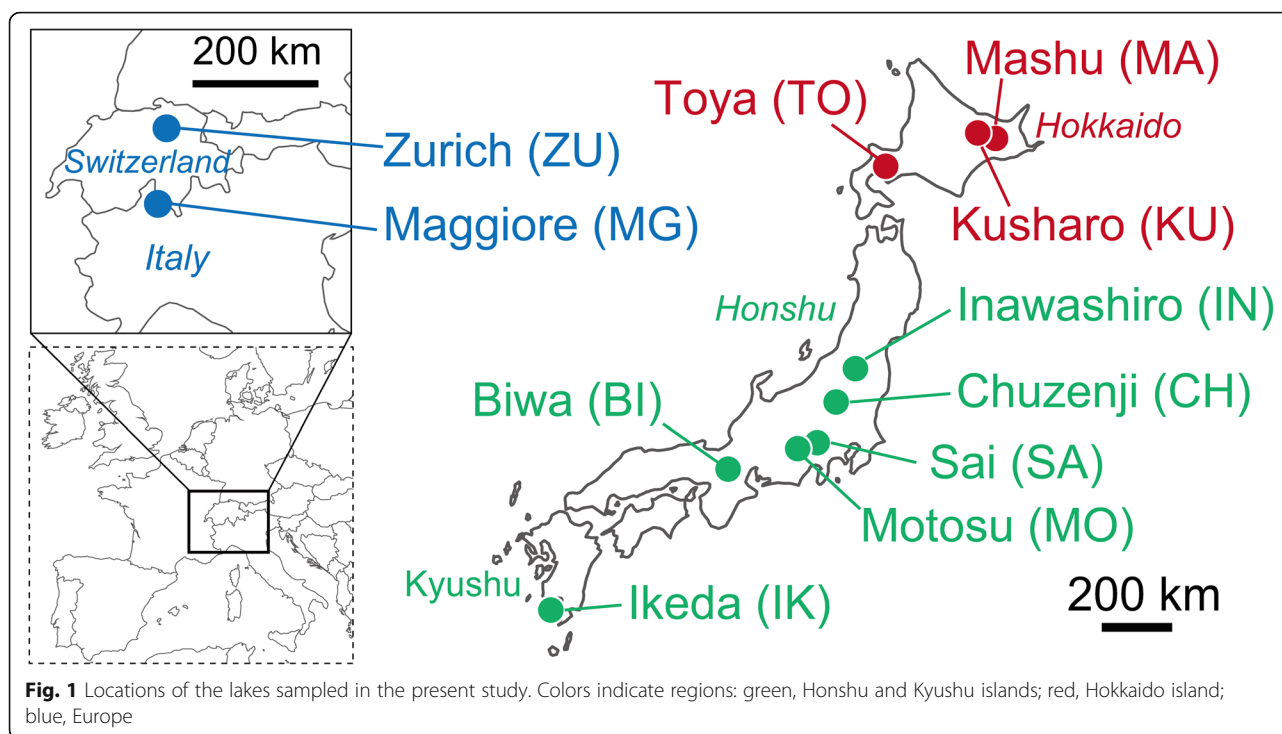 200 km
Switzerland
Italy
Zurich (ZU)
Maggiore (MG)
Mashu (MA)
Toya (TO)
Hokkaido
Kusharo (KU)
Honshu
Inawashiro (IN)
Biwa (BI)
Chuzenji (CH)
Sai (SA)
Motosu (MO)
Kyushu
Ikeda (IK)
200 km
Fig. 1 Locations of the lakes sampled in the present study. Colors indicate regions: green, Honshu and Kyushu islands; red, Hokkaido island;
blue, Europe